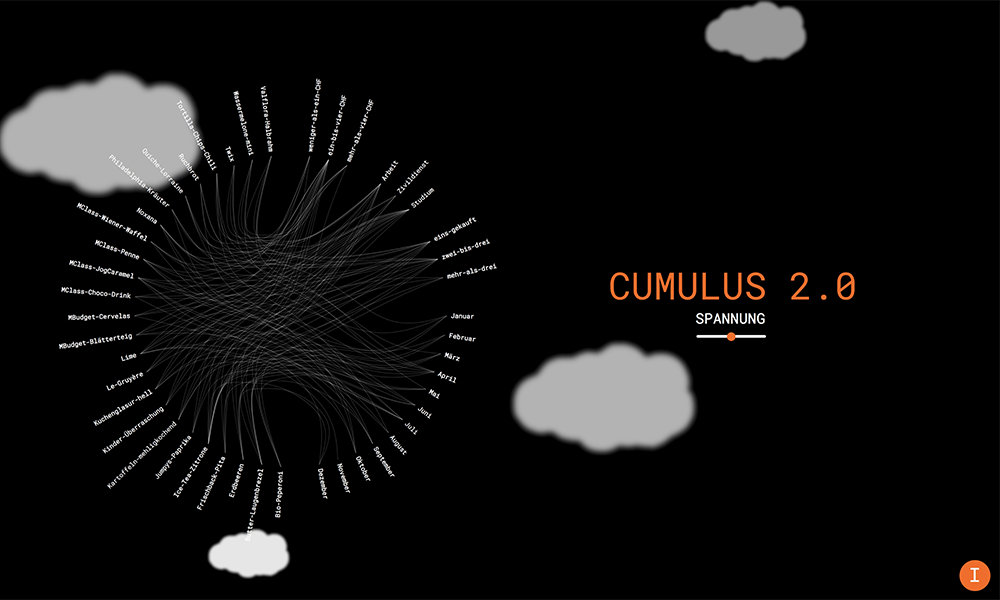 Valflora-Halbrahm
weniger-als-ein-CHF
ein-bis-vier-CHF
mehr-als-vier-CHF
Arbeit
Zivildienst
Studium
eins-gekauft
zwei-bis-drei
mehr-als-drei
Januar
Februar
März
April
Mai
Juni
Juli
August
September
Oktober
November
Dezember
Bio-Peperoni
Butter-Laugenbrezel
Erdbeeren
Frischback-Pita
Ice-Tea-Zitrone
Jumpys-Paprika
Kartoffeln-mehligkochend
Kinder-Überraschung
Kuchenglasur-hell
Le-Gruyère
Lime
MBudget-Blätterteig
MBudget-Cervelas
MClass-Choco-Drink
MClass-JogCaramel
MClass-Penne
MClass-Wiener-Waffel
Noxana
Philadelphia-Kräuter
Quiche-Lorraine
Ruchbrot
Tortilla-Chips-Chili
Twix
Wassermelone-mini
CUMULUS 2.0
SPANNUNG
I